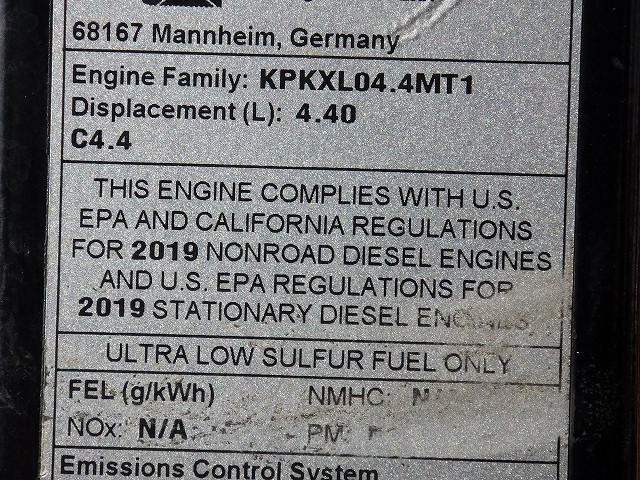 68167 Mannheim, Germany
Engine Family: KPKXL04.4MT1
Displacement (L): 4.40
C4.4
THIS ENGINE COMPLIES WITH U.S.
EPA AND CALIFORNIA REGULATIONS
FOR 2019 NONROAD DIESEL ENGINES
AND U.S. EPA REGULATIONS FOR
2019 STATIONARY DIESEL ENGINES
ULTRA LOW SULFUR FUEL ONLY
FEL (g/kWh) NMHC:
NOx: N/A PM:
Emissions Control System